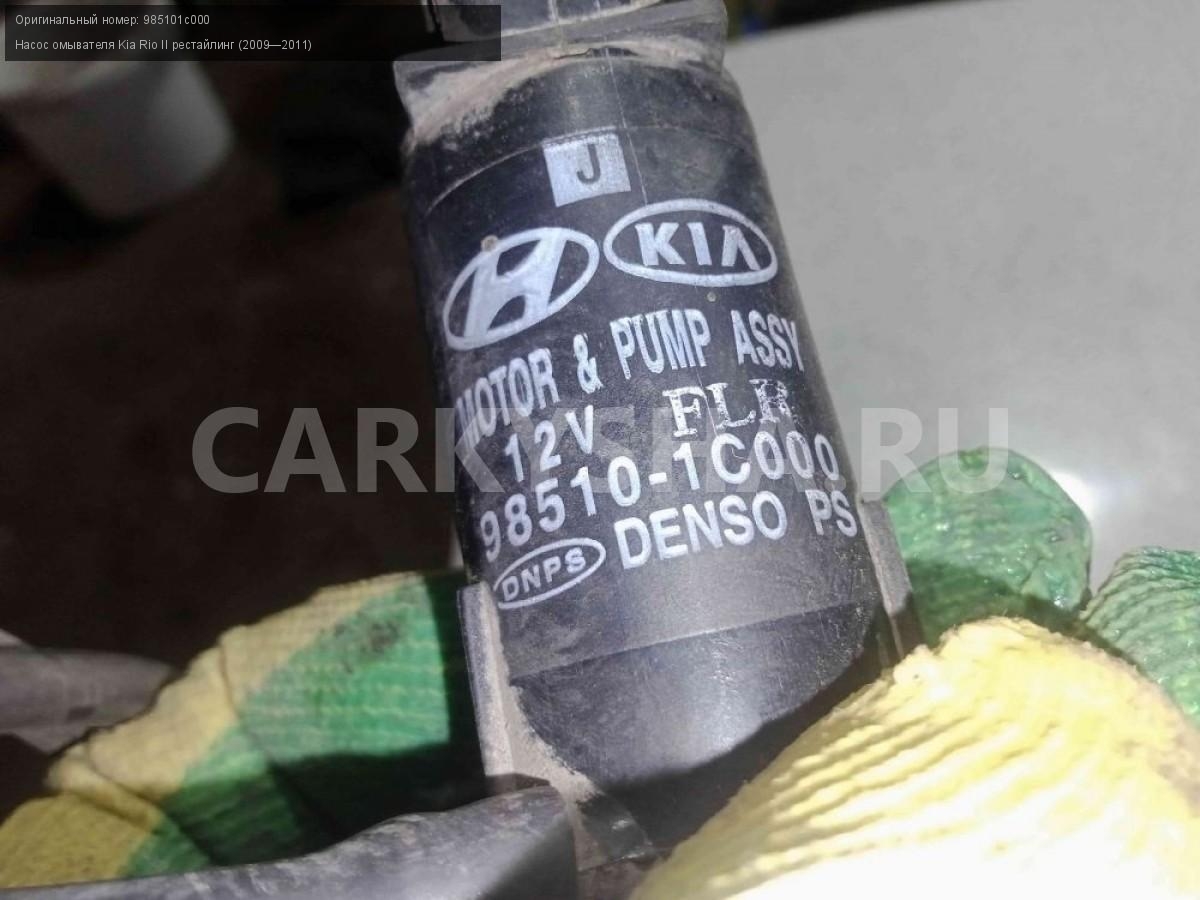 Оригинальный номер: 985101c000
Насос омывателя Kia Rio II рестайлинг (2009—2011)
J
KIA
MOTOR & PUMP ASSY
12V FLR
98510-1C000
DNPS DENSO PS